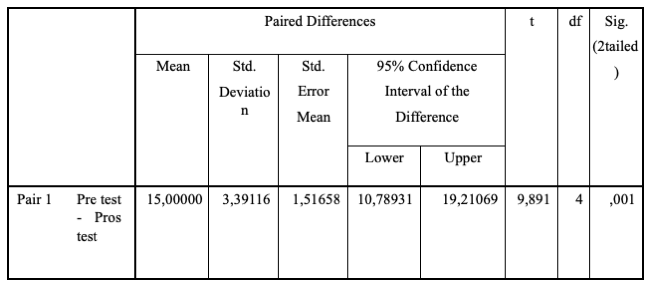 Paired Differences t df Sig.
(2tailed
)
Mean Std.
Deviatio
n Std.
Error
Mean 95% Confidence
Interval of the
Difference
Lower Upper
Pair 1 Pre test
- Pros
test 15,00000 3,39116 1,51658 10,78931 19,21069 9,891 4 ,001